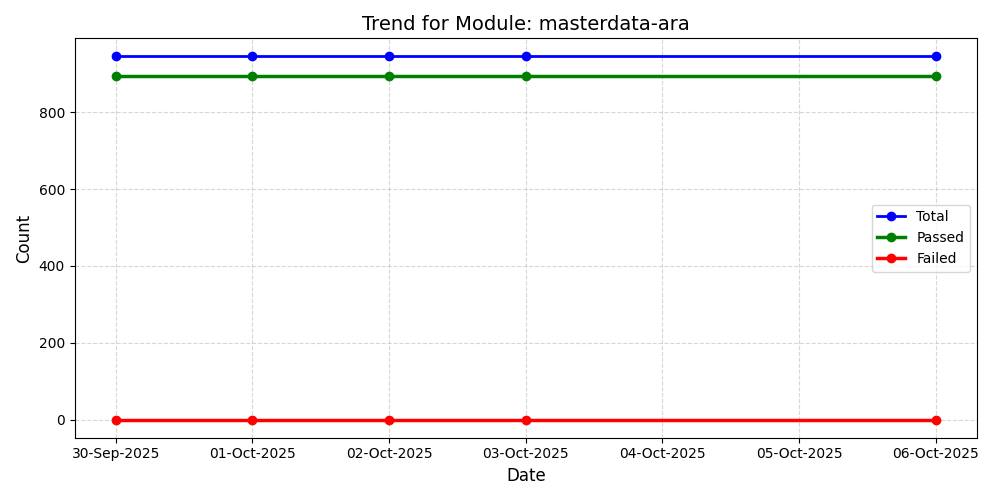 Trend for Module: masterdata-ara
Count
800
600
400
200
0
Total
Passed
Failed
30-Sep-2025
01-Oct-2025
02-Oct-2025
03-Oct-2025
04-Oct-2025
05-Oct-2025
06-Oct-2025
Date